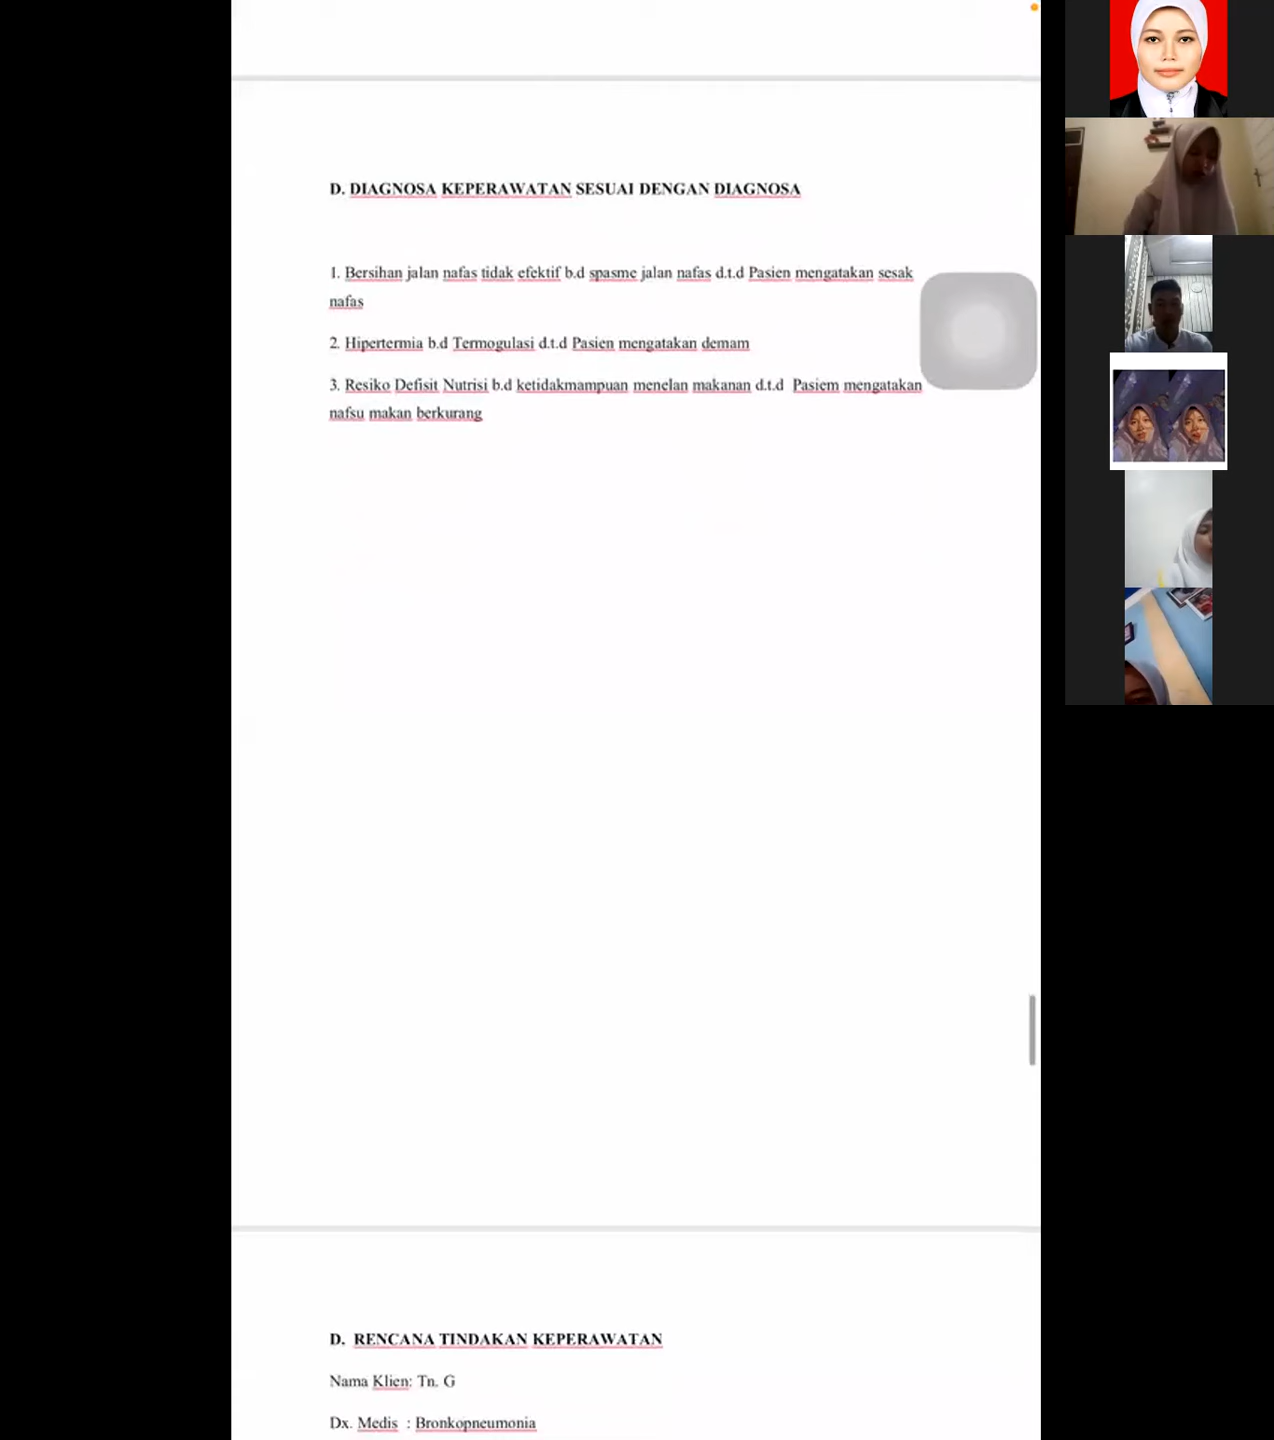 D. DIAGNOSA KEPERAWATAN SESUAI DENGAN DIAGNOSA
1. Bersihan jalan nafas tidak efektif b.d spasme jalan nafas d.t.d Pasien mengatakan sesak
nafas
2. Hipertermia b.d Termogulasi d.t.d Pasien mengatakan demam
3. Resiko Defisit Nutrisi b.d ketidakmampuan menelan makanan d.t.d Pasiem mengatakan
nafsu makan berkurang
D. RENCANA TINDAKAN KEPERAWATAN
Nama Klien: Tn. G
Dx. Medis : Bronkopneumonia